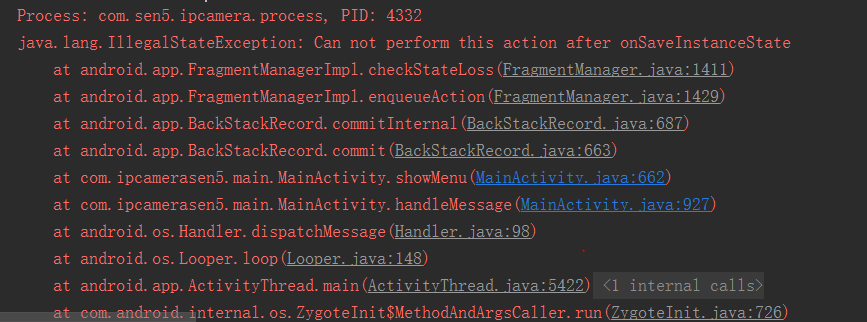 Process: com.sen5.ipcamera.process, PID: 4332
java.lang.IllegalStateException: Can not perform this action after onSaveInstanceState
at android.app.FragmentManagerImpl.checkStateLoss(FragmentManager.java:1411)
at android.app.FragmentManagerImpl.enqueueAction(FragmentManager.java:1429)
at android.app.BackStackRecord.commitInternal(BackStackRecord.java:687)
at android.app.BackStackRecord.commit(BackStackRecord.java:663)
at com.ipcamerasen5.main.MainActivity.showMenu(MainActivity.java:662)
at com.ipcamerasen5.main.MainActivity.handleMessage(MainActivity.java:927)
at android.os.Handler.dispatchMessage(Handler.java:98)
at android.os.Looper.loop(Looper.java:148)
at android.app.ActivityThread.main(ActivityThread.java:5422) <1 internal calls>
at com.android.internal.os.ZygoteInit$MethodAndArgsCaller.run(ZygoteInit.java:726)